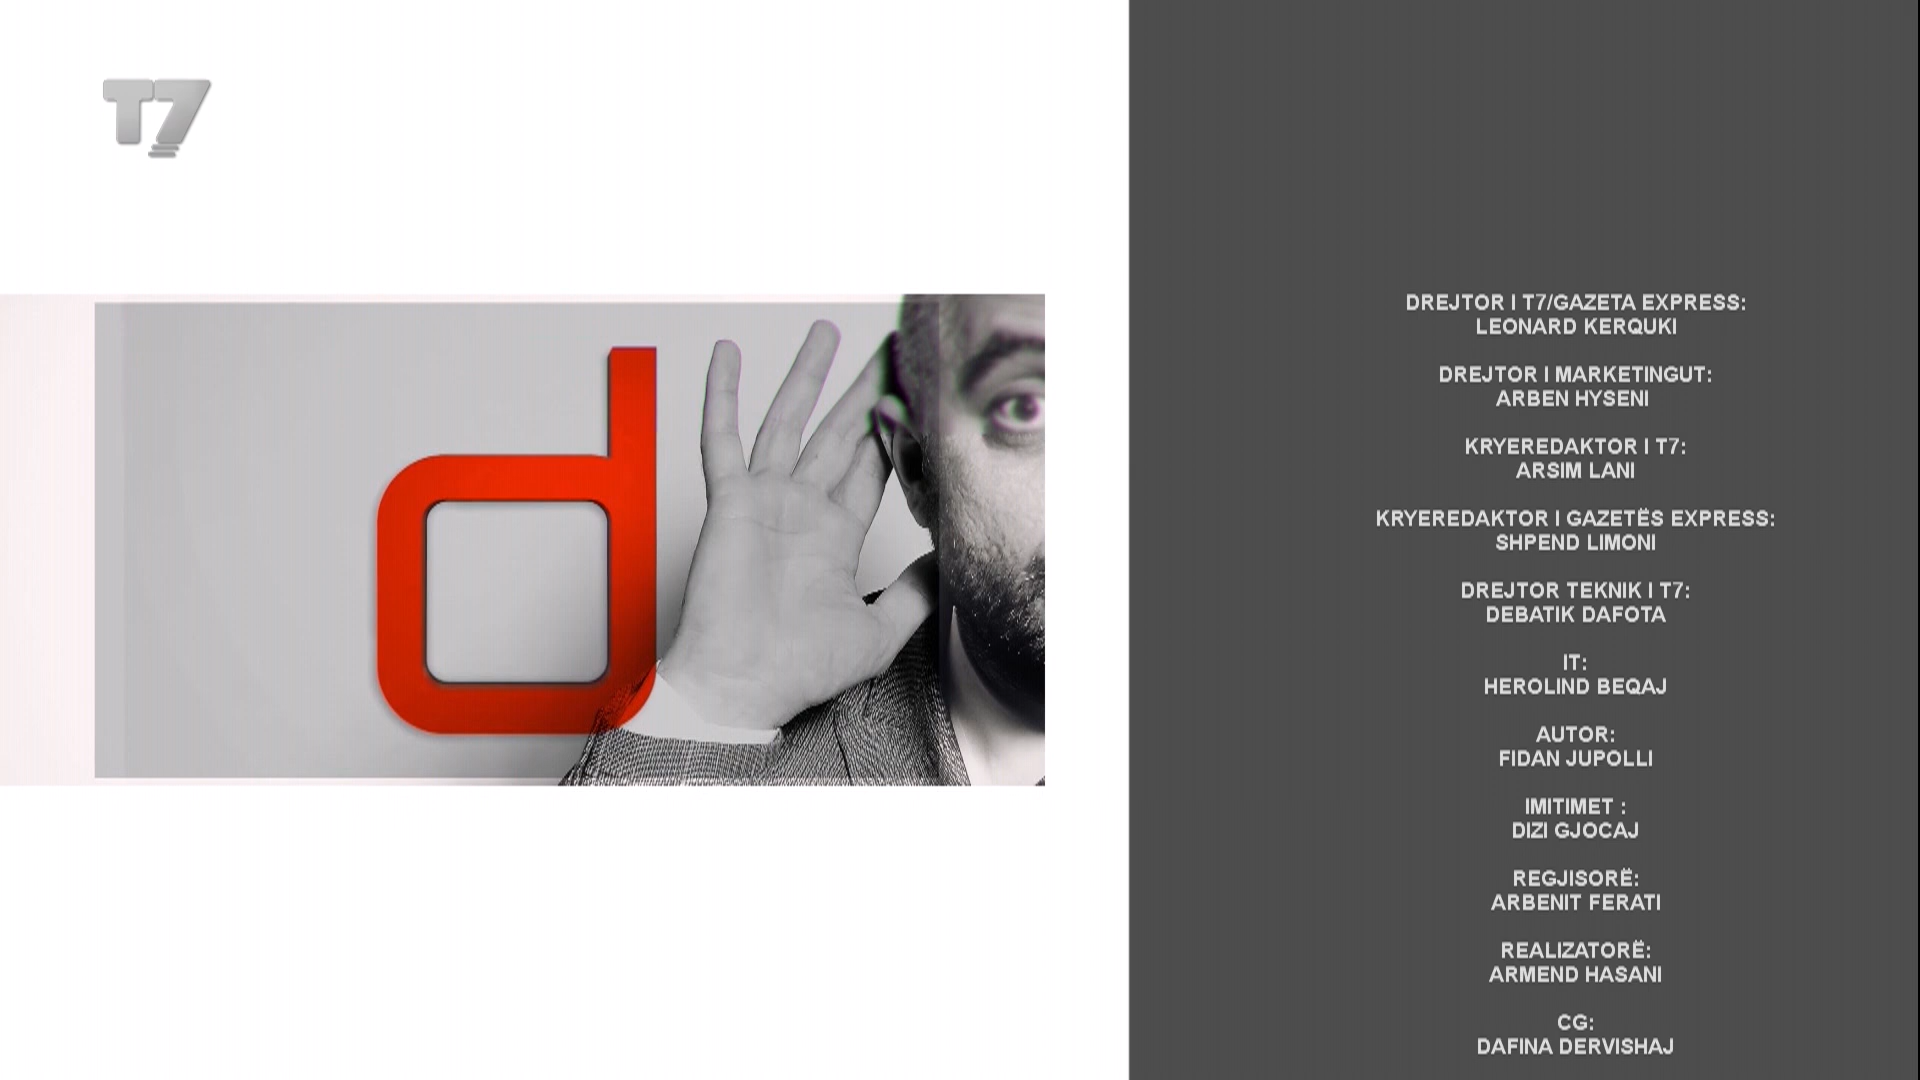 T7
d
DREJTOR I T7/GAZETA EXPRESS:
LEONARD KERQUKI
DREJTOR I MARKETINGUT:
ARBEN HYSENI
KRYEREDAKTOR I T7:
ARSIM LANI
KRYEREDAKTOR I GAZETËS EXPRESS:
SHPEND LIMONI
DREJTOR TEKNIK I T7:
DEBATIK DAFOTA
IT:
HEROLIND BEQAJ
AUTOR:
FIDAN JUPOLLI
IMITIMET :
DIZI GJOCAJ
REGJISORË:
ARBENIT FERATI
REALIZATORË:
ARMEND HASANI
CG:
DAFINA DERVISHAJ